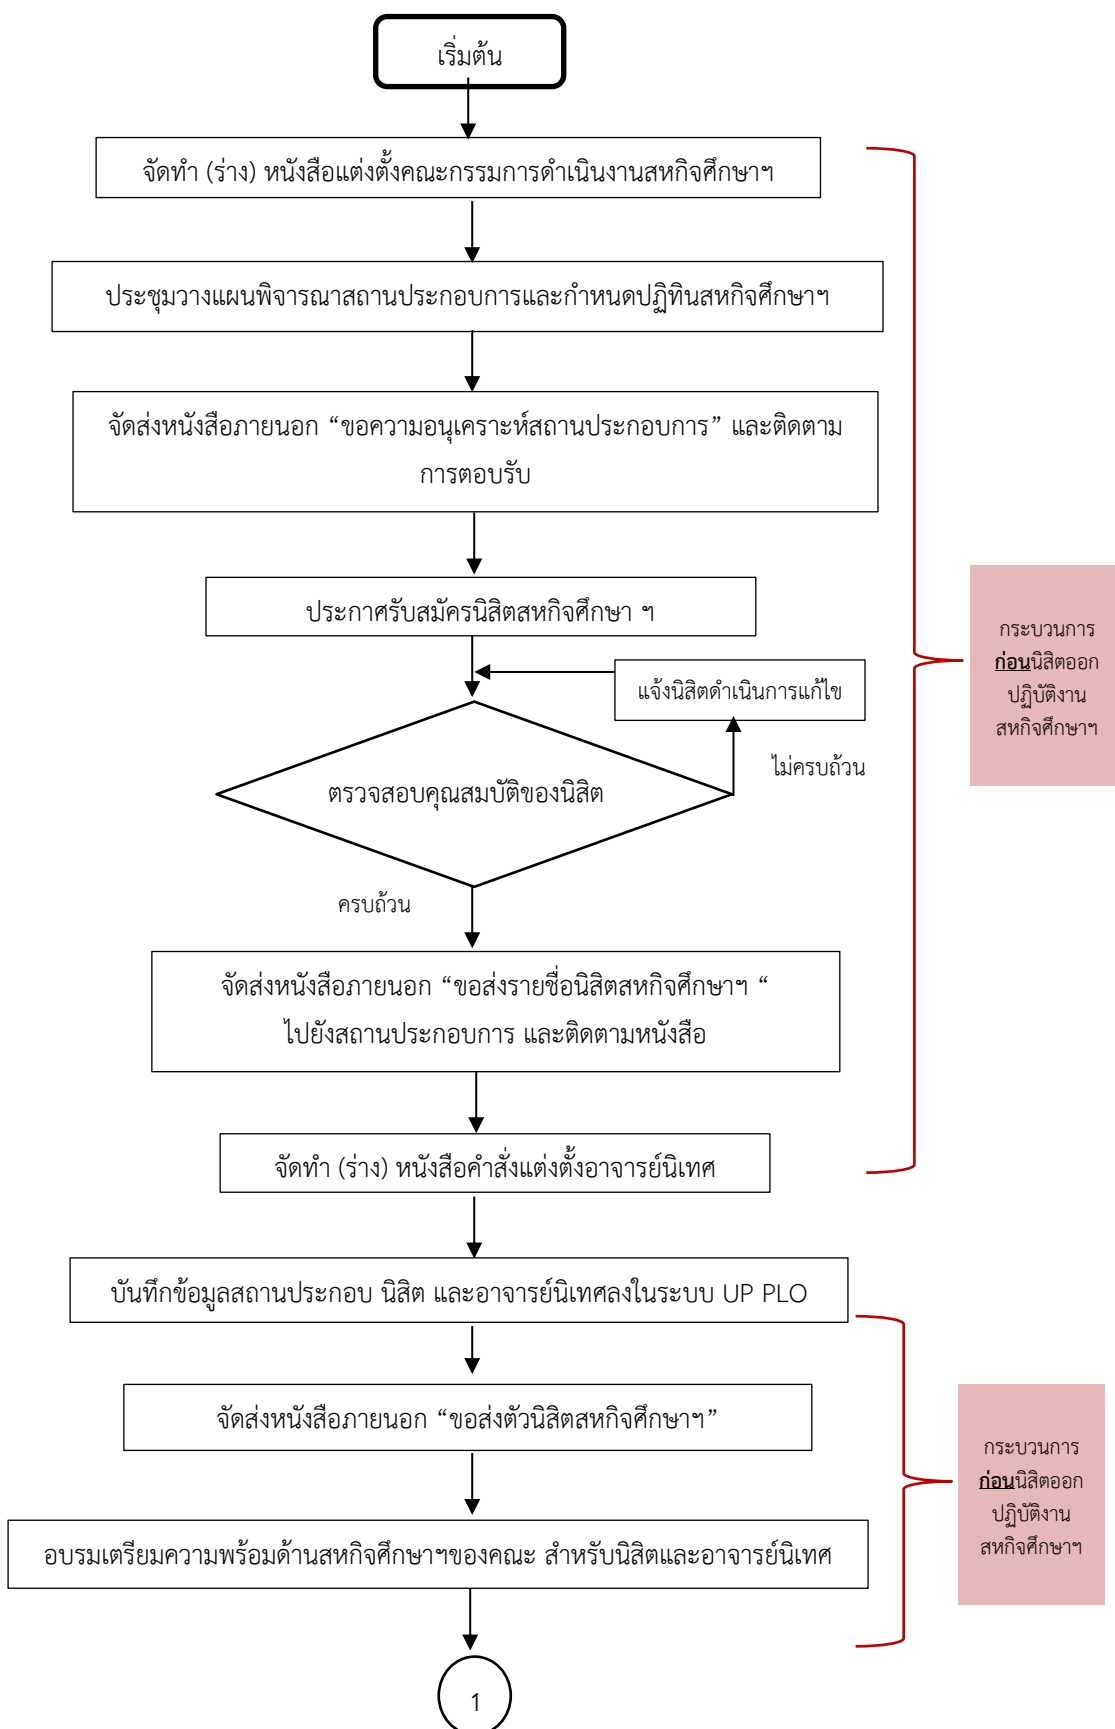 เริ่มต้น
จัดทำ (ร่าง) หนังสือแต่งตั้งคณะกรรมการดำเนินงานสหกิจศึกษาฯ
ประชุมวางแผนพิจารณาสถานประกอบการและกำหนดปฏิทินสหกิจศึกษาฯ
จัดส่งหนังสือภายนอก “ขอความอนุเคราะห์สถานประกอบการ” และติดตาม
การตอบรับ
ประกาศรับสมัครนิสิตสหกิจศึกษา ฯ
แจ้งนิสิตดำเนินการแก้ไข
ไม่ครบถ้วน
ตรวจสอบคุณสมบัติของนิสิต
ครบถ้วน
จัดส่งหนังสือภายนอก “ขอส่งรายชื่อนิสิตสหกิจศึกษาฯ “
ไปยังสถานประกอบการ และติดตามหนังสือ
จัดทำ (ร่าง) หนังสือคำสั่งแต่งตั้งอาจารย์นิเทศ
กระบวนการ
ก่อนนิสิตออก
ปฏิบัติงาน
สหกิจศึกษาฯ
บันทึกข้อมูลสถานประกอบ นิสิต และอาจารย์นิเทศลงในระบบ UP PLO
จัดส่งหนังสือภายนอก “ขอส่งตัวนิสิตสหกิจศึกษาฯ”
อบรมเตรียมความพร้อมด้านสหกิจศึกษาฯของคณะ สำหรับนิสิตและอาจารย์นิเทศ
กระบวนการ
ก่อนนิสิตออก
ปฏิบัติงาน
สหกิจศึกษาฯ
1